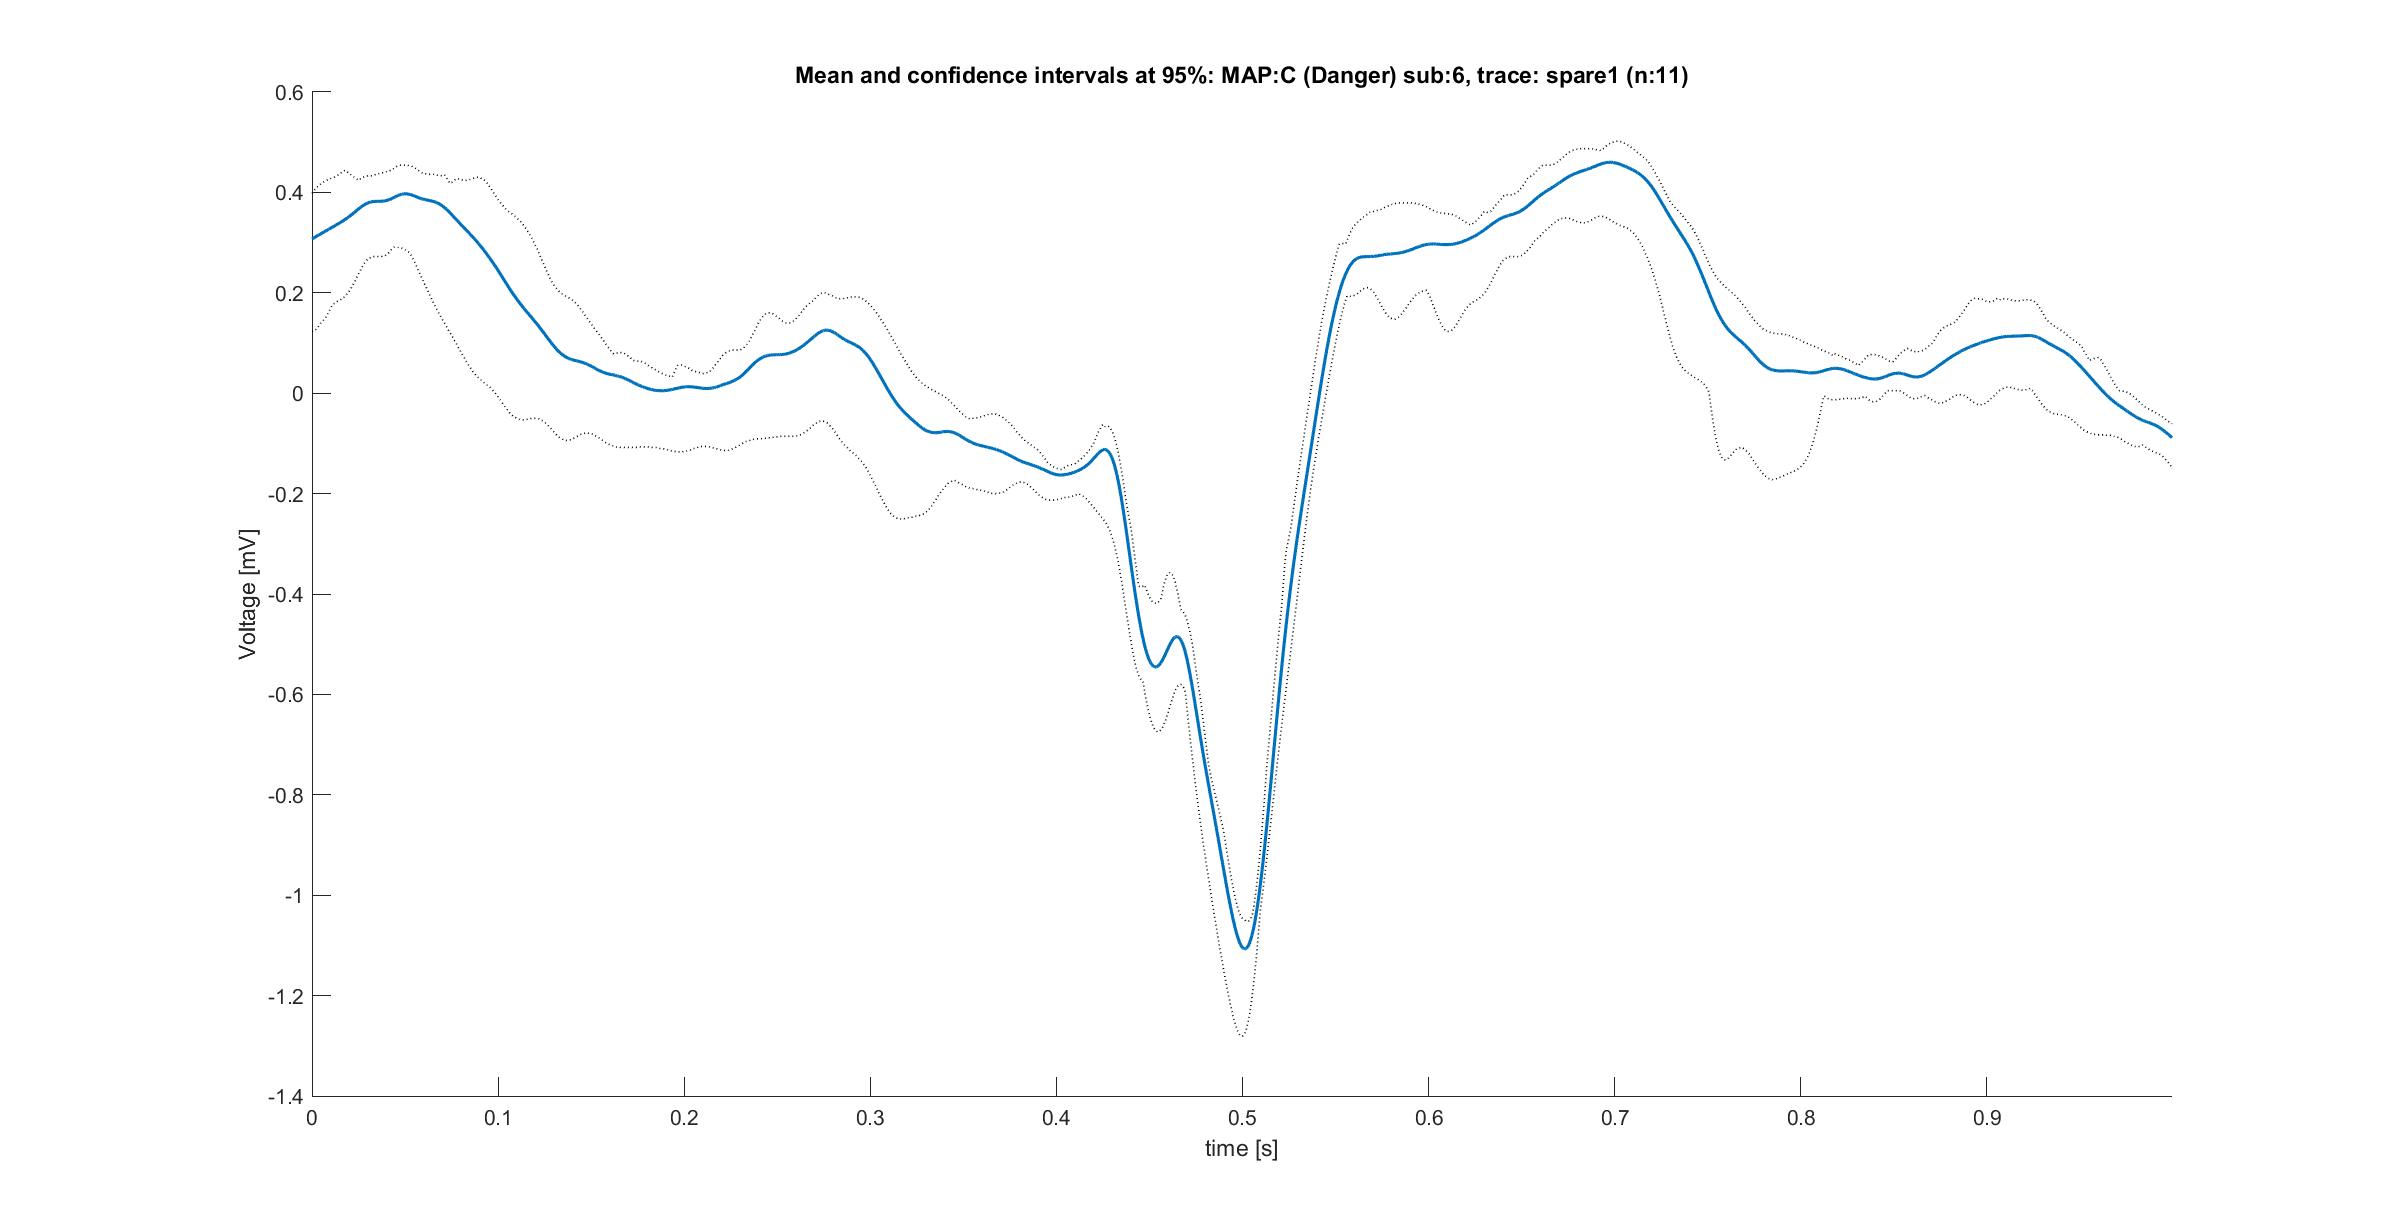 Mean and confidence intervals at 95%: MAP:C (Danger) sub:6, trace: spare1 (n:11)
0.6
0.4
0.2
0
-0.2
-0.4
-0.6
-0.8
-1
-1.2
-1.4
Voltage [mV]
0 0.1 0.2 0.3 0.4 0.5 0.6 0.7 0.8 0.9
time [s]